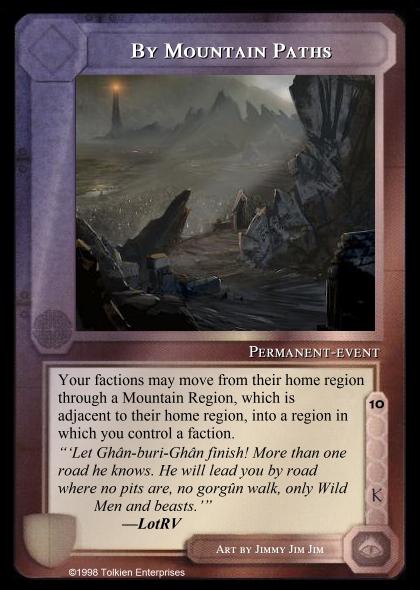 By Mountain Paths
Permanent-event
Your factions may move from their home region
through a Mountain Region, which is
adjacent to their home region, into a region in
which you control a faction.
“‘Let Ghân-buri-Ghân finish! More than one
road he knows. He will lead you by road
where no pits are, no gorgûn walk, only Wild
Men and beasts.’”
—LotRV
10
K
Art by Jimmy Jim Jim
©1998 Tolkien Enterprises